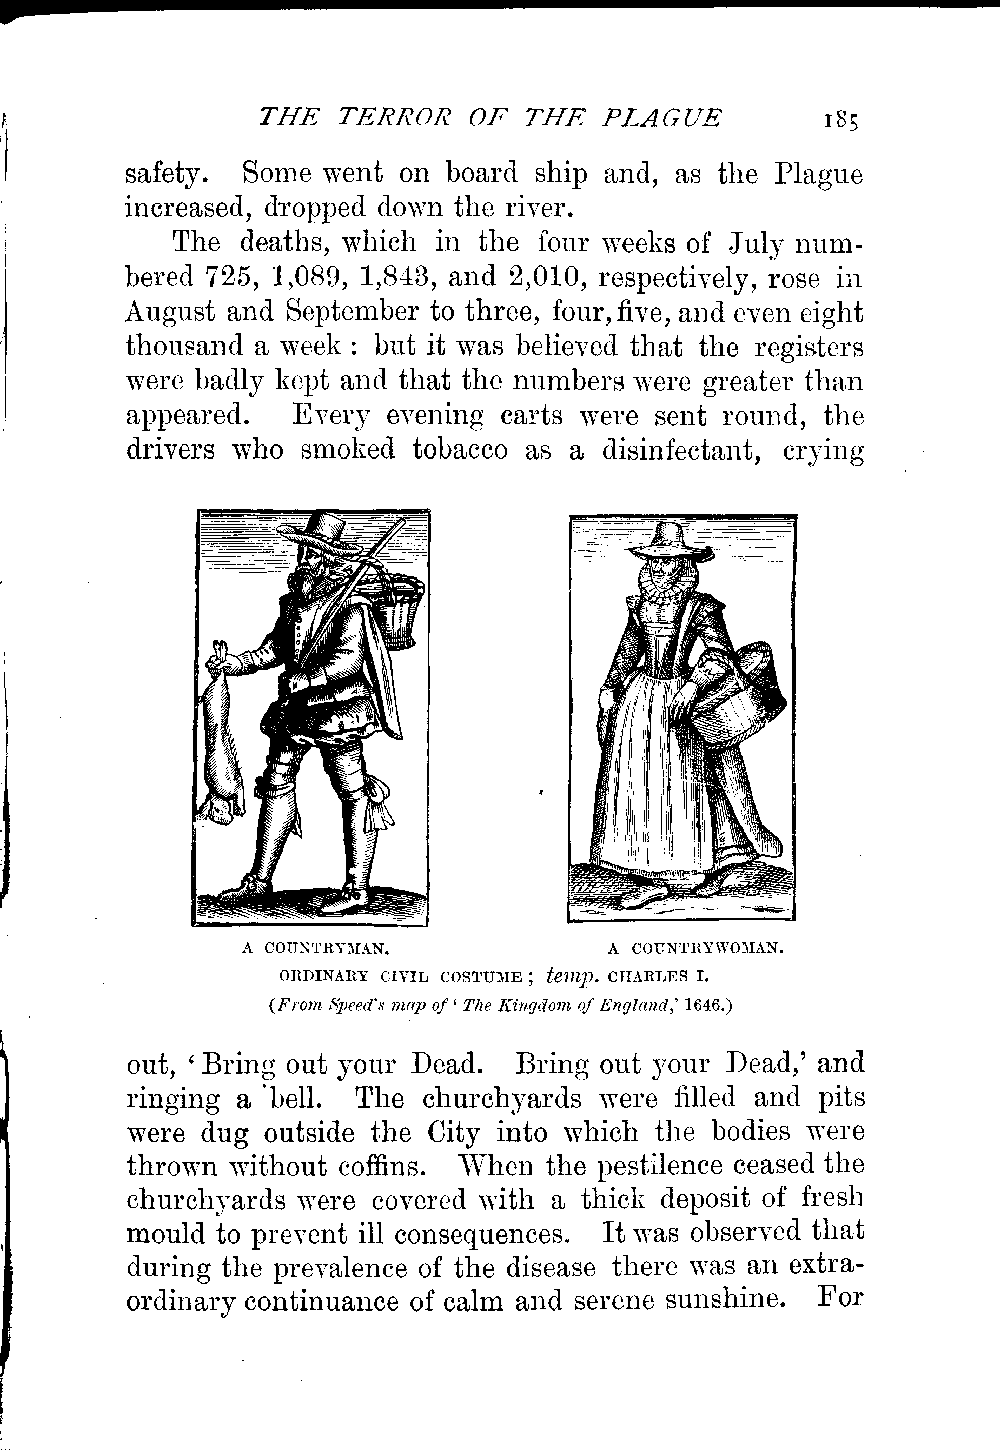 THE TERROR OF THE PLAGUE 185
safety. Some went on board ship and, as the Plague
increased, dropped down the river.
The deaths, which in the four weeks of July num-
bered 725, 1,089, 1,843, and 2,010, respectively, rose in
August and September to three, four, five, and even eight
thousand a week : but it was believed that the registers
were badly kept and that the numbers were greater than
appeared. Every evening carts were sent round, the
drivers who smoked tobacco as a disinfectant, crying
A COUNTRYMAN. A COUNTRYWOMAN.
ORDINARY CIVIL COSTUME ; temp. CHARLES I.
(From Speed's map of ‘ The Kingdom of England,’ 1646.)
out, ‘ Bring out your Dead. Bring out your Dead,’ and
ringing a bell. The churchyards were filled and pits
were dug outside the City into which the bodies were
thrown without coffins. When the pestilence ceased the
churchyards were covered with a thick deposit of fresh
mould to prevent ill consequences. It was observed that
during the prevalence of the disease there was an extra-
ordinary continuance of calm and serene sunshine. For